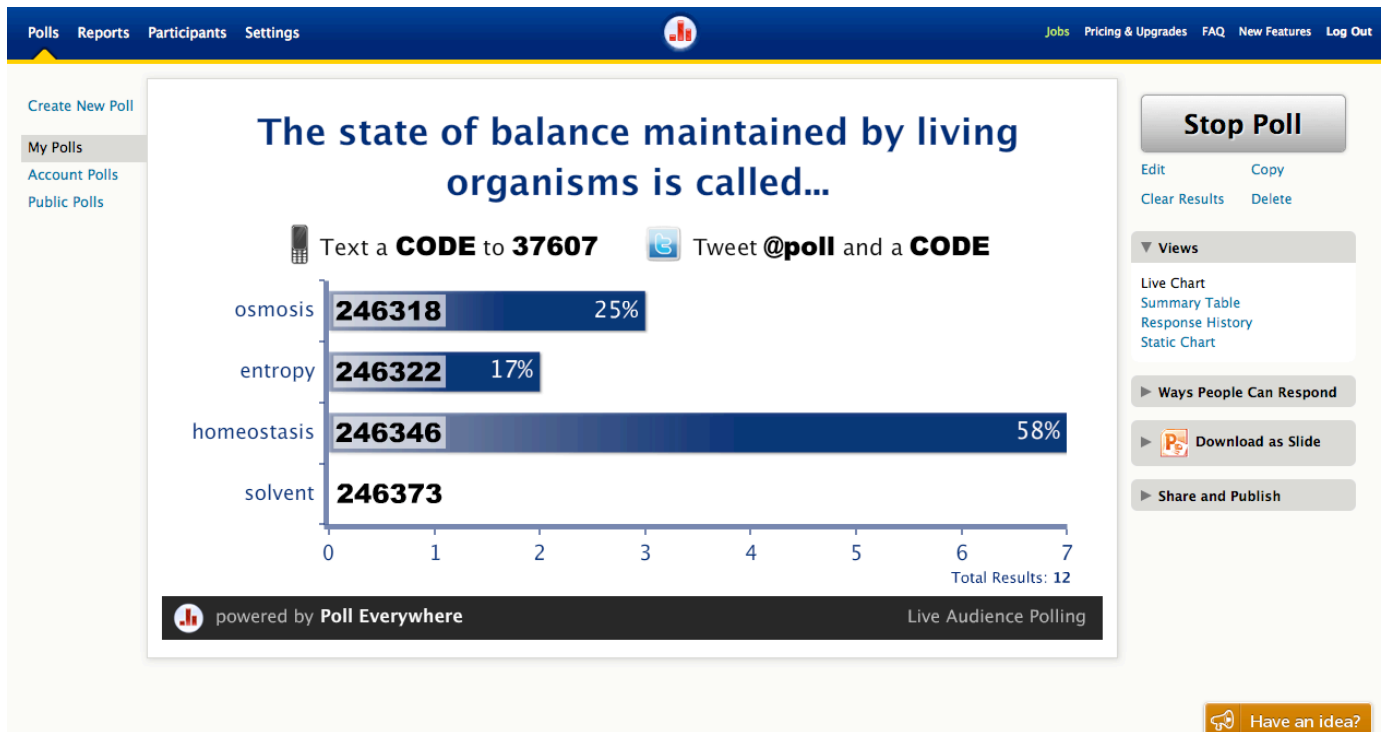 Polls Reports Participants Settings
Jobs Pricing & Upgrades FAQ New Features Log Out
Create New Poll
My Polls
Account Polls
Public Polls
The state of balance maintained by living
organisms is called...
Text a CODE to 37607
Tweet @poll and a CODE
osmosis 246318 25%
entropy 246322 17%
homeostasis 246346 58%
solvent 246373
0 1 2 3 4 5 6 7
Total Results: 12
powered by Poll Everywhere
Live Audience Polling
Stop Poll
Edit Copy
Clear Results Delete
Views
Live Chart
Summary Table
Response History
Static Chart
Ways People Can Respond
Download as Slide
Share and Publish
Have an idea?